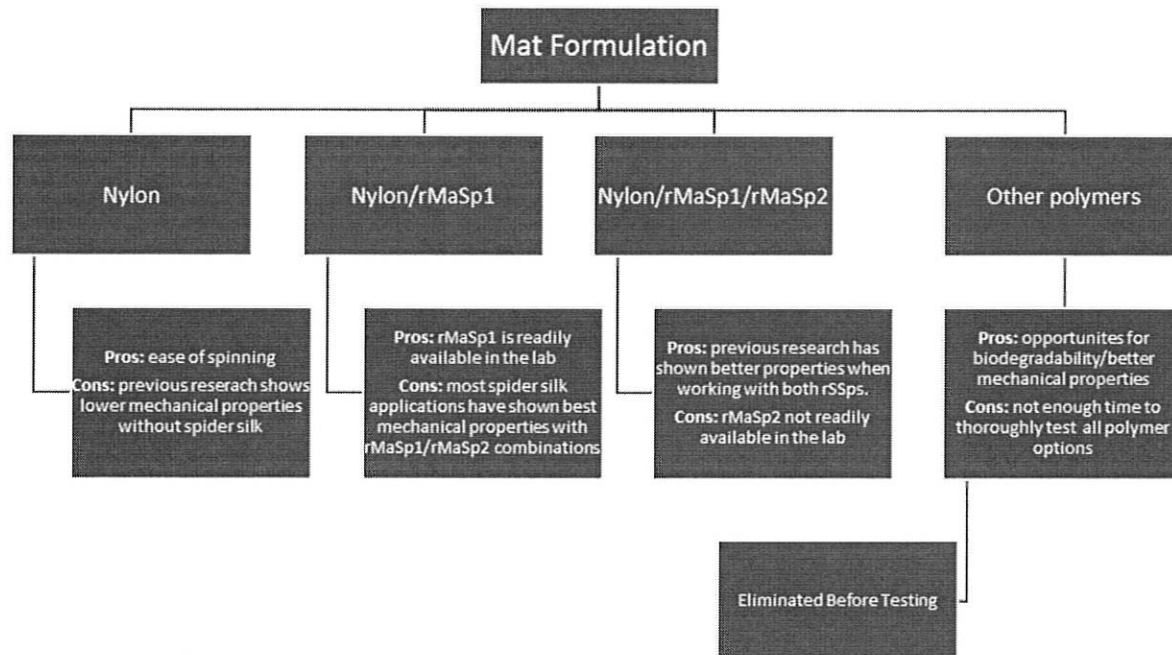 Mat Formulation
Nylon
Nylon/rMaSp1
Nylon/rMaSp1/rMaSp2
Other polymers
Pros: ease of spinning
Cons: previous reserach shows
lower mechanical properties
without spider silk
Pros: rMaSp1 is readily
available in the lab
Cons: most spider silk
applications have shown best
mechanical properties with
rMaSp1/rMaSp2 combinations
Pros: previous research has
shown better properties when
working with both rSSps.
Cons: rMaSp2 not readily
available in the lab
Pros: opportunites for
biodegradability/better
mechanical properties
Cons: not enough time to
thoroughly test all polymer
options
Eliminated Before Testing